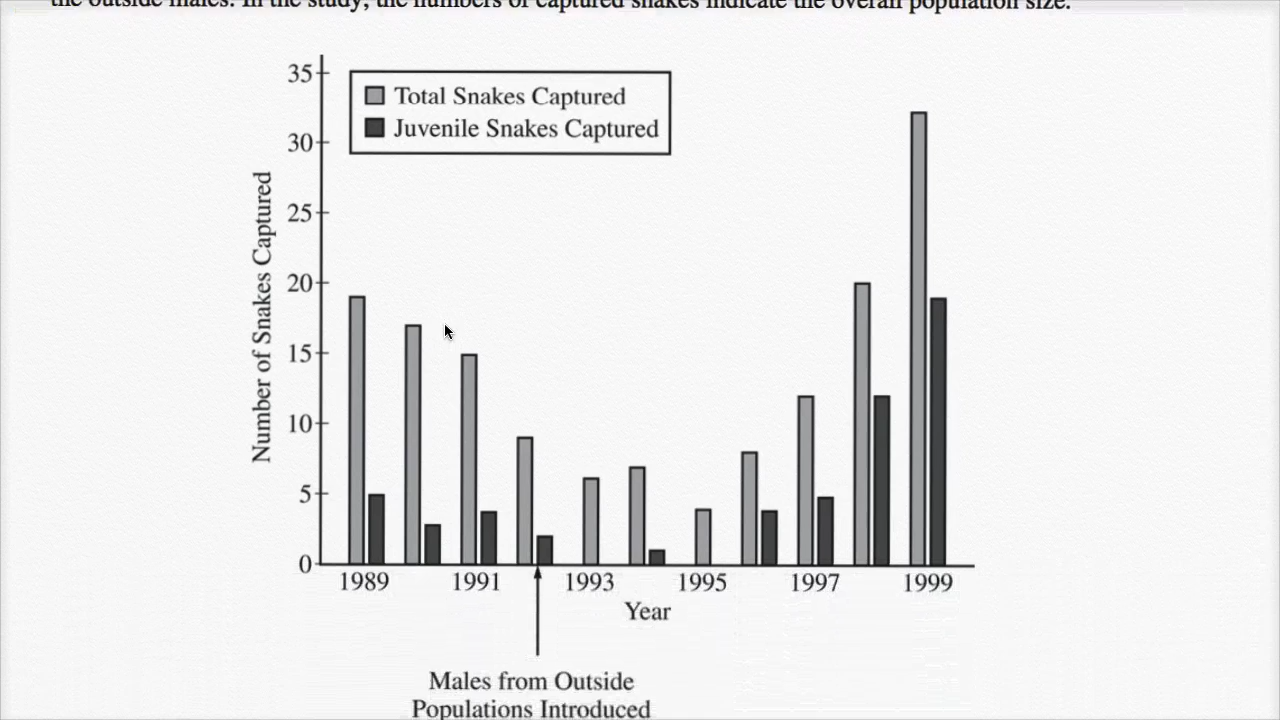 the outside males. In the study, the numbers of captured snakes indicate the overall population size.
35
Total Snakes Captured
Juvenile Snakes Captured
30
25
20
15
10
5
0
Number of Snakes Captured
1989 1991 1993 1995 1997 1999
Year
Males from Outside
Populations Introduced